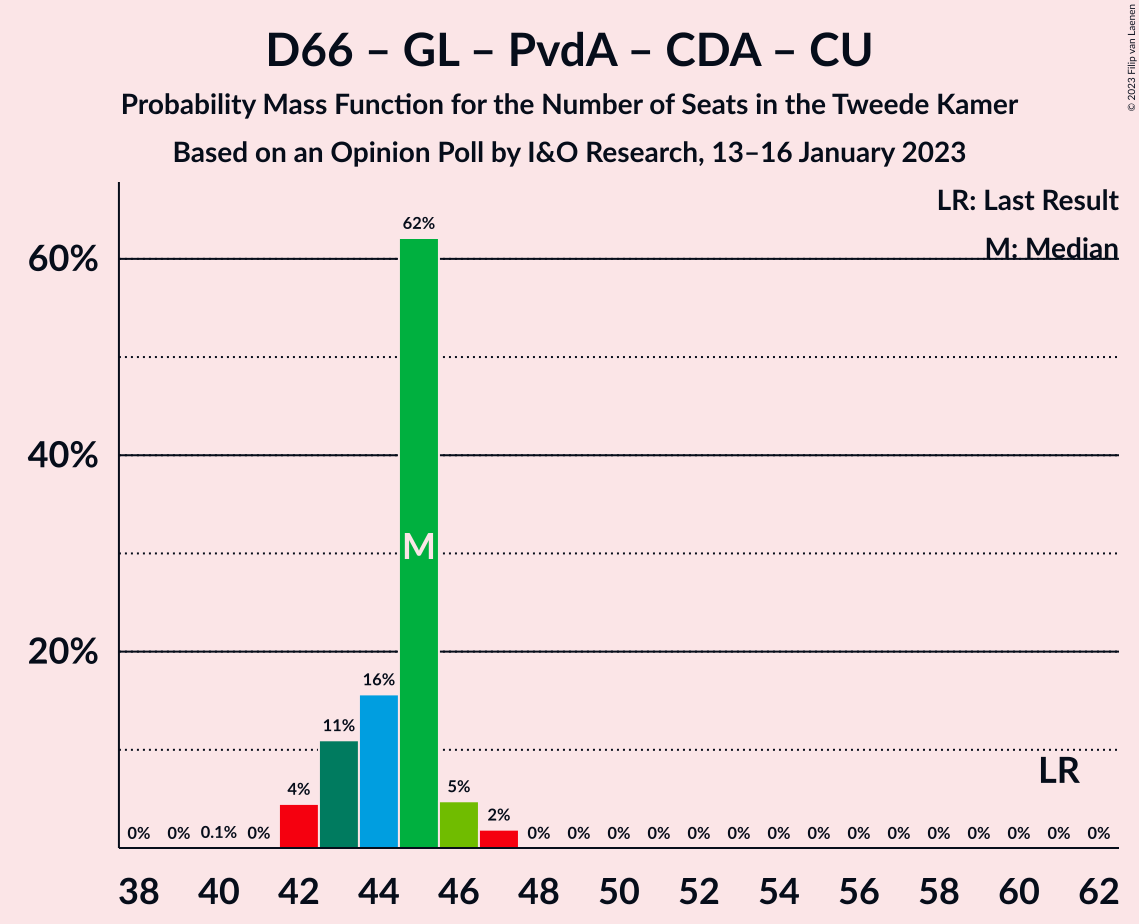 D66 – GL – PvdA – CDA – CU
Probability Mass Function for the Number of Seats in the Tweede Kamer
Based on an Opinion Poll by I&O Research, 13–16 January 2023
© 2023 Filip van Laenen
LR: Last Result
M: Median
60%
40%
20%
0% 0% 0.1% 0% 4% 11% 16% 62% 5% 2% 0% 0% 0% 0% 0% 0% 0% 0% 0% 0% 0% 0% 0% 0% 0%
M
LR
38 40 42 44 46 48 50 52 54 56 58 60 62